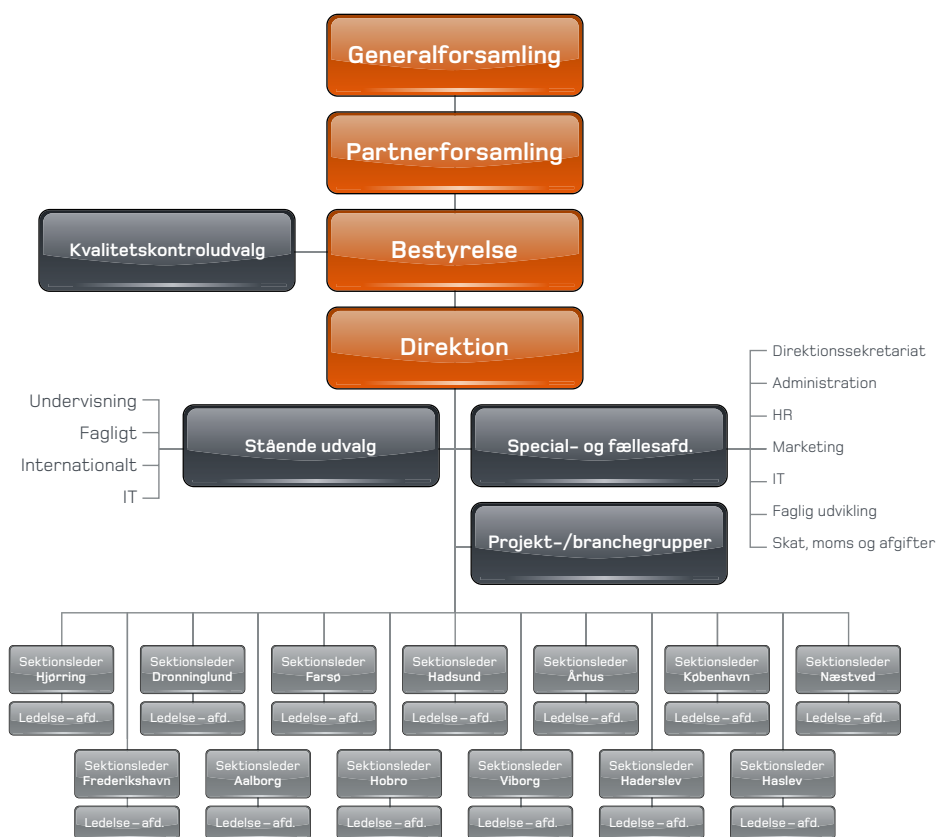 Generalforsamling
Partnerforsamling
Kvalitetskontroludvalg
Bestyrelse
Direktion
Undervisning
Fagligt
Internationalt
IT
Stående udvalg
Special- og fællesafd.
Direktionssekretariat
Administration
HR
Marketing
IT
Faglig udvikling
Skat, moms og afgifter
Projekt-/branchegrupper
Sektionsleder
Hjørring
Ledelse – afd.
Sektionsleder
Dronninglund
Ledelse – afd.
Sektionsleder
Farsø
Ledelse – afd.
Sektionsleder
Hadsund
Ledelse – afd.
Sektionsleder
Århus
Ledelse – afd.
Sektionsleder
København
Ledelse – afd.
Sektionsleder
Næstved
Ledelse – afd.
Sektionsleder
Frederikshavn
Ledelse – afd.
Sektionsleder
Aalborg
Ledelse – afd.
Sektionsleder
Hobro
Ledelse – afd.
Sektionsleder
Viborg
Ledelse – afd.
Sektionsleder
Haderslev
Ledelse – afd.
Sektionsleder
Haslev
Ledelse – afd.